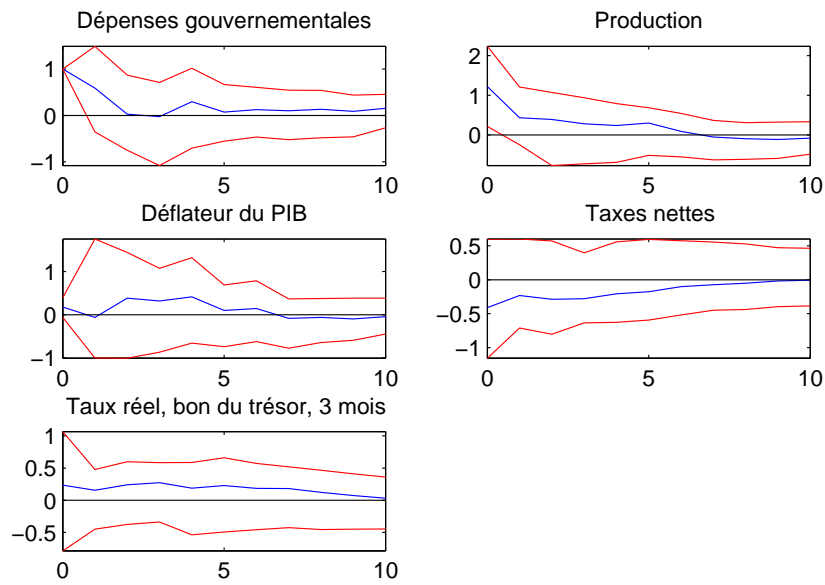 Dépenses gouvernementales
1
0
−1
0 5 10
Production
2
1
0
0 5 10
Déflateur du PIB
1
0
−1
0 5 10
Taxes nettes
0.5
0
−0.5
−1
0 5 10
Taux réel, bon du trésor, 3 mois
1
0.5
0
−0.5
0 5 10